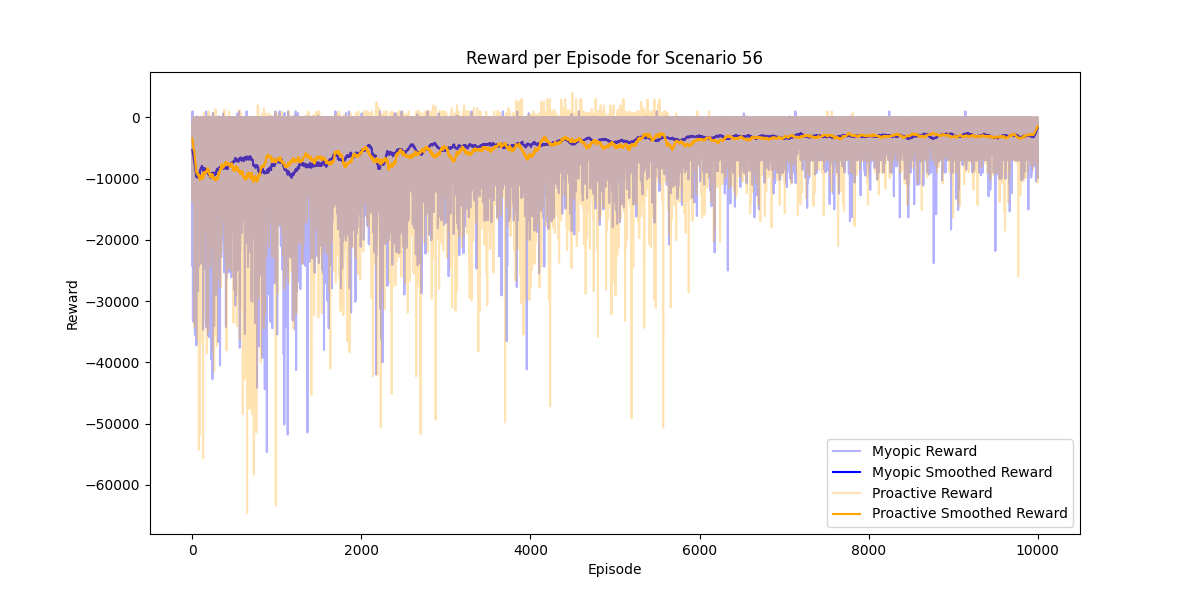 Reward per Episode for Scenario 56
Reward
0
−10000
−20000
−30000
−40000
−50000
−60000
0 2000 4000 6000 8000 10000
Episode
Myopic Reward
Myopic Smoothed Reward
Proactive Reward
Proactive Smoothed Reward